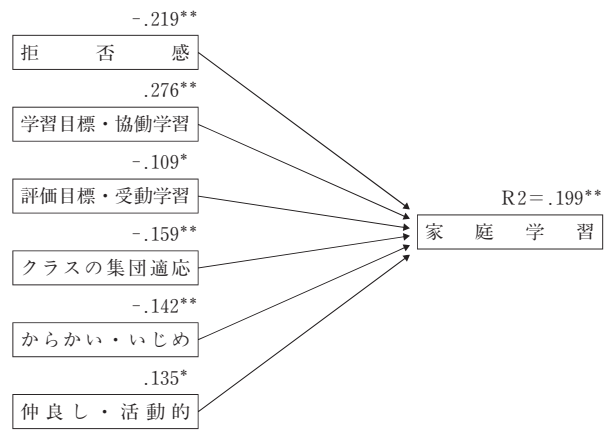 -.219**
拒否感
.276**
学習目標・協働学習
-.109*
評価目標・受動学習
R2=.199**
-.159**
家庭学習
クラスの集団適応
-.142**
からかい・いじめ
.135*
仲良し・活動的